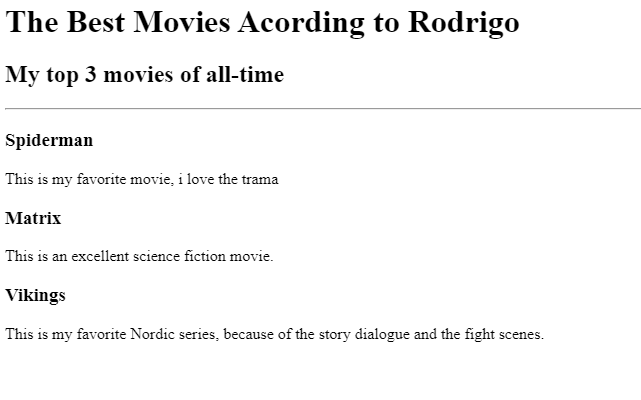 The Best Movies Acording to Rodrigo
My top 3 movies of all-time
Spiderman
This is my favorite movie, i love the trama
Matrix
This is an excellent science fiction movie.
Vikings
This is my favorite Nordic series, because of the story dialogue and the fight scenes.